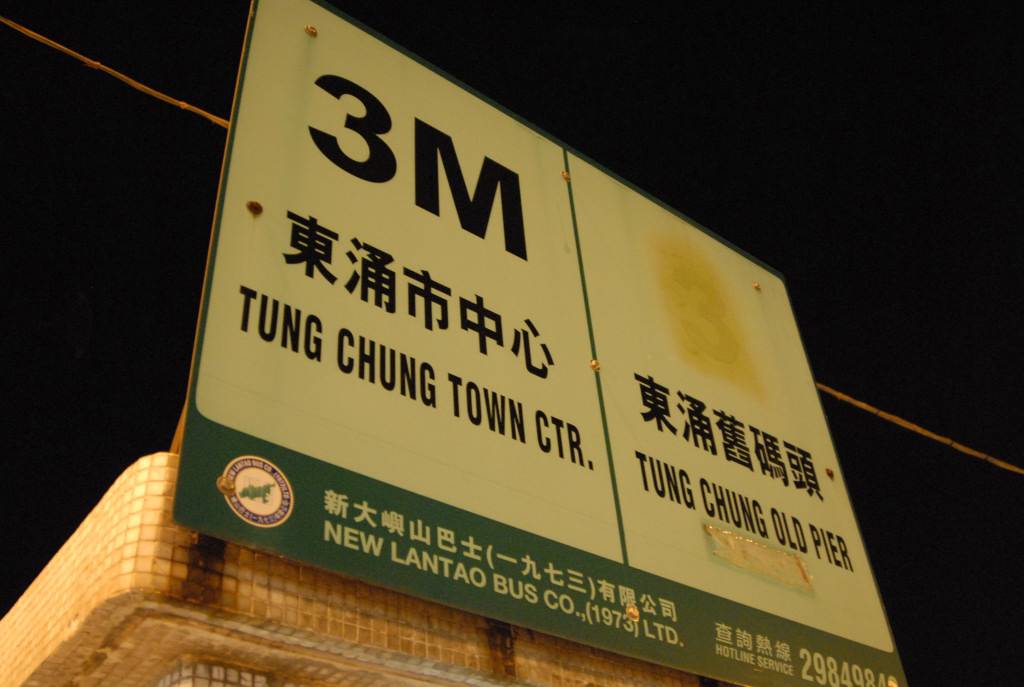 3M
東涌市中心
TUNG CHUNG TOWN CTR.
3
東涌舊碼頭
TUNG CHUNG OLD PIER
新大嶼山巴士(一九七三)有限公司
NEW LANTAO BUS CO.,(1973) LTD.
查詢熱線
HOTLINE SERVICE